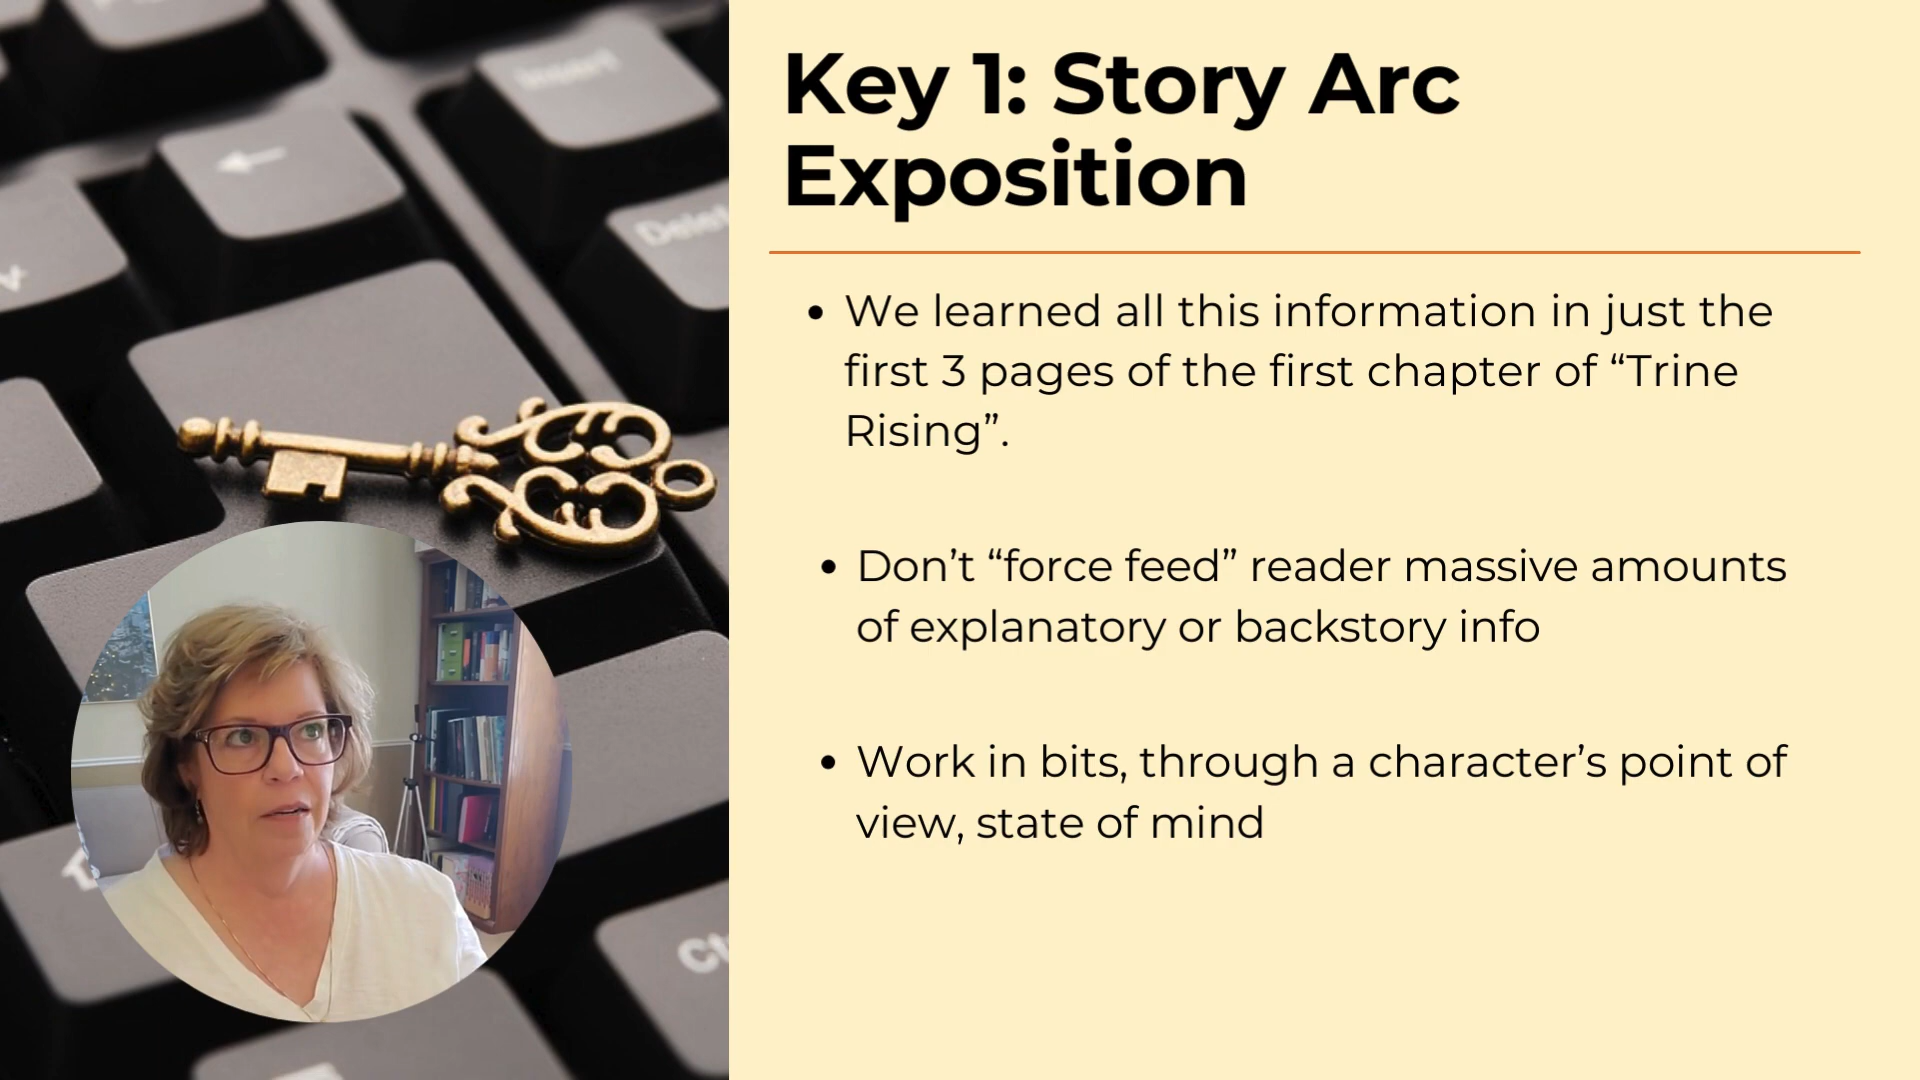 Key 1: Story Arc
Exposition
• We learned all this information in just the
first 3 pages of the first chapter of “Trine
Rising”.
• Don’t “force feed” reader massive amounts
of explanatory or backstory info
• Work in bits, through a character’s point of
view, state of mind
Insert